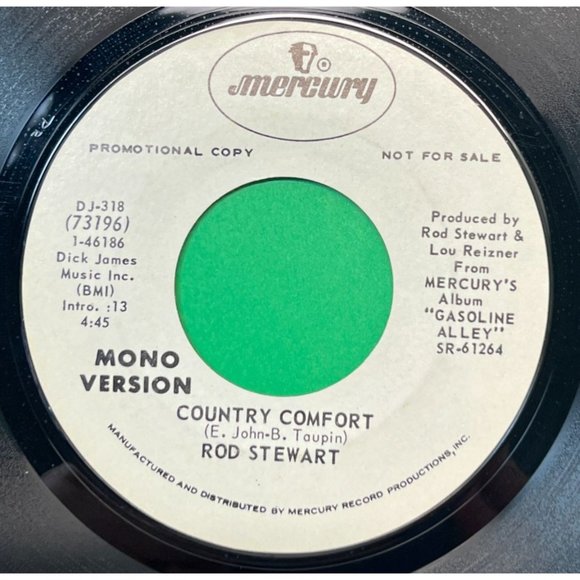 ®
mercury
PROMOTIONAL COPY
NOT FOR SALE
DJ-318
(73196)
1-46186
Dick James
Music Inc.
(BMI)
Intro. :13
4:45
Produced by
Rod Stewart &
Lou Reizner
From
MERCURY'S
Album
"GASOLINE
ALLEY"
SR-61264
MONO
VERSION
COUNTRY COMFORT
(E. John-B. Taupin)
ROD STEWART
MANUFACTURED AND DISTRIBUTED BY MERCURY RECORD PRODUCTIONS, INC.